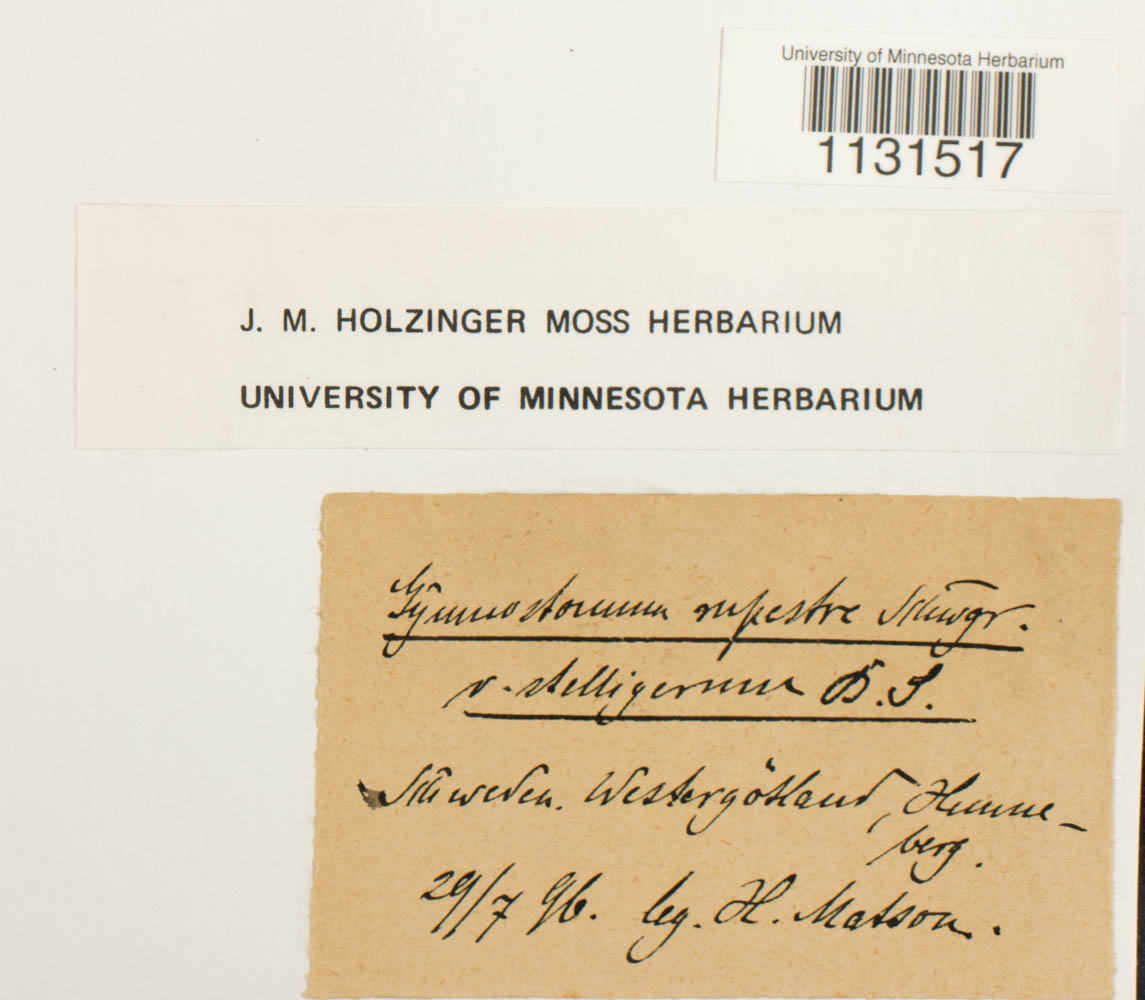 University of Minnesota Herbarium
1131517
J. M. HOLZINGER MOSS HERBARIUM
UNIVERSITY OF MINNESOTA HERBARIUM
Gymnostomum rupestre Schwgr.
v. stelligerum B. S.
Schweden. Westergötland, Hunne-
berg.
29/7 96. leg. H. Matsson.